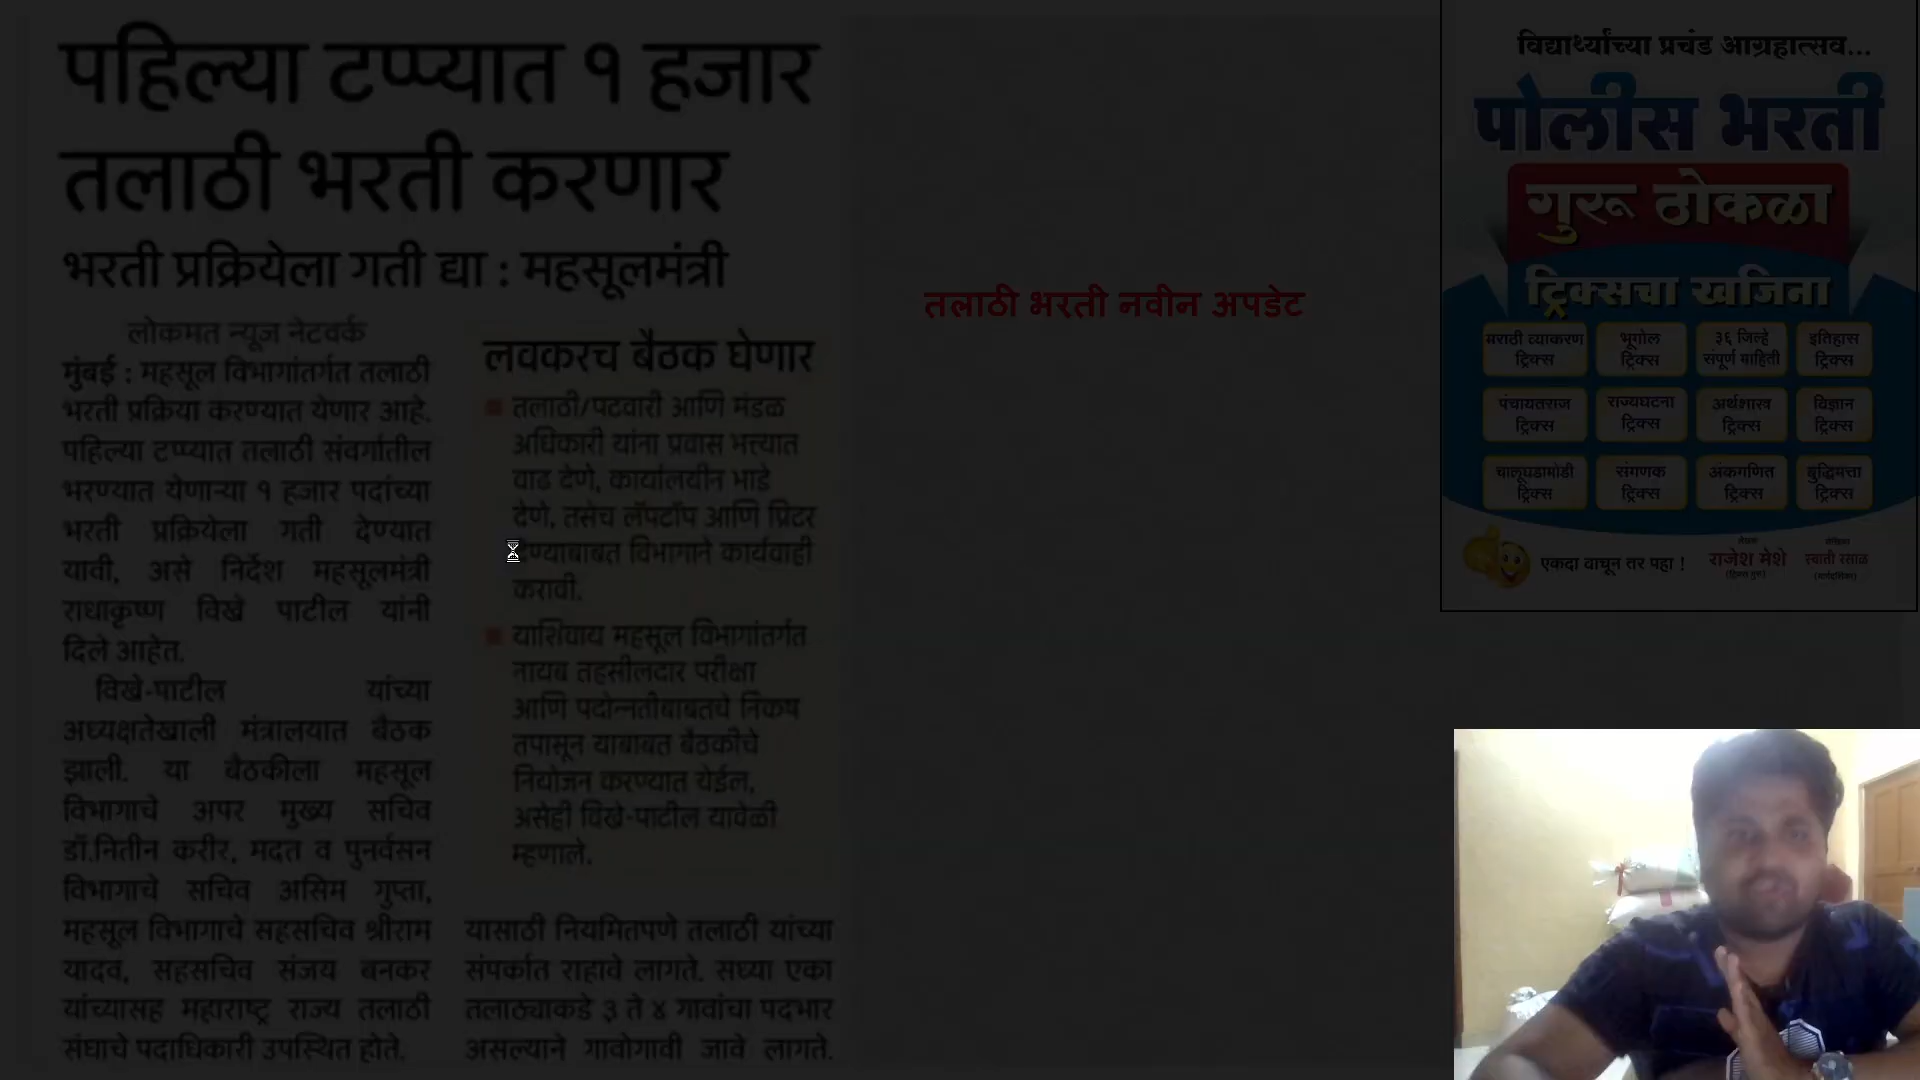 पहिल्या टप्प्यात १ हजार
तलाठी भरती करणार
भरती प्रक्रियेला गती द्या : महसूलमंत्री
लोकमत न्यूज नेटवर्क
मुंबई : महसूल विभागांतर्गत तलाठी
भरती प्रक्रिया करण्यात येणार आहे.
पहिल्या टप्प्यात तलाठी संवर्गातील
भरण्यात येणाऱ्या १ हजार पदांच्या
भरती प्रक्रियेला गती देण्यात
यावी, असे निर्देश महसूलमंत्री
राधाकृष्ण विखे पाटील यांनी
दिले आहेत.
विखे-पाटील यांच्या
अध्यक्षतेखाली मंत्रालयात बैठक
झाली. या बैठकीला महसूल
विभागाचे अपर मुख्य सचिव
डॉ.नितीन करीर, मदत व पुनर्वसन
विभागाचे सचिव असिम गुप्ता,
महसूल विभागाचे सहसचिव श्रीराम
यादव, सहसचिव संजय बनकर
यांच्यासह महाराष्ट्र राज्य तलाठी
संघाचे पदाधिकारी उपस्थित होते.
लवकरच बैठक घेणार
तलाठी/पटवारी आणि मंडळ
अधिकारी यांना प्रवास भत्त्यात
वाढ देणे, कार्यालयीन भाडे
देणे, तसेच लॅपटॉप आणि प्रिंटर
विभागाने कार्यवाही
करावी.
याशिवाय महसूल विभागांतर्गत
नायब तहसीलदार परीक्षा
आणि पदोन्नतीबाबतचे निकष
तपासून याबाबत बैठकीचे
नियोजन करण्यात येईल,
असेही विखे-पाटील यावेळी
म्हणाले.
यासाठी नियमितपणे तलाठी यांच्या
संपर्कात राहावे लागते. सध्या एका
तलाठ्याकडे ३ ते ४ गावांचा पदभार
असल्याने गावोगावी जावे लागते.
तलाठी भरती नवीन अपडेट
विद्यार्थ्यांच्या प्रचंड आग्रहात्सव...
पोलीस भरती
गुरू ठोकळा
ट्रिक्सचा खजिना
मराठी व्याकरण ट्रिक्स
भूगोल ट्रिक्स
३६ जिल्हे संपूर्ण माहिती
इतिहास ट्रिक्स
पंचायतराज ट्रिक्स
राज्यघटना ट्रिक्स
अर्थशास्त्र ट्रिक्स
विज्ञान ट्रिक्स
चालूघडामोडी ट्रिक्स
संगणक ट्रिक्स
अंकगणित ट्रिक्स
बुद्धिमत्ता ट्रिक्स
एकदा वाचून तर पहा !
राजेश मेशे
स्वाती रसाळ